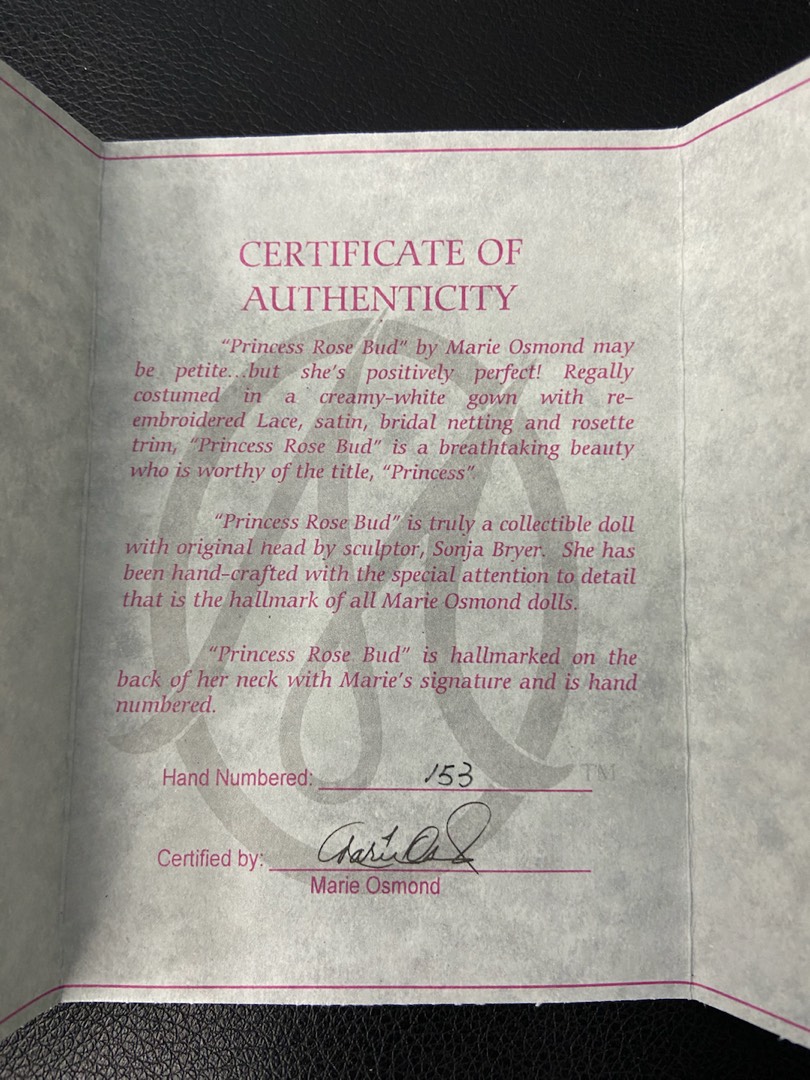 CERTIFICATE OF
AUTHENTICITY
"Princess Rose Bud" by Marie Osmond may
be petite...but she's positively perfect! Regally
costumed in a creamy-white gown with re-
embroidered Lace, satin, bridal netting and rosette
trim, "Princess Rose Bud" is a breathtaking beauty
who is worthy of the title, "Princess".
"Princess Rose Bud" is truly a collectible doll
with original head by sculptor, Sonja Bryer. She has
been hand-crafted with the special attention to detail
that is the hallmark of all Marie Osmond dolls.
"Princess Rose Bud" is hallmarked on the
back of her neck with Marie's signature and is hand
numbered.
TM
Hand Numbered: 153
Certified by: Marie Osmond
Marie Osmond